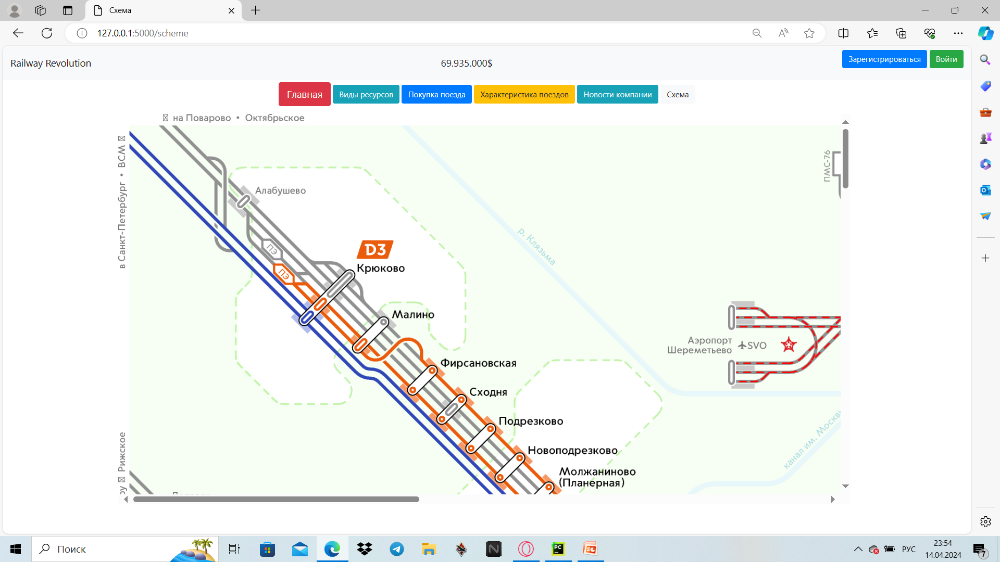 Схема
127.0.0.1:5000/scheme
Railway Revolution
69.935.000$
Зарегистрироваться
Войти
Главная
Виды ресурсов
Покупка поезда
Характеристика поездов
Новости компании
Схема
на Поварово • Октябрьское
в Санкт-Петербург • ВСМ
Рижское
ПМС-76
Алабушево
р. Клязьма
ПЭ
ПЭ
D3
Крюково
Малино
Фирсановская
Сходня
Подрезково
Новоподрезково
Молжаниново
(Планерная)
Аэропорт
Шереметьево
SVO
канал им. Москвы
Поиск
РУС
23:54
14.04.2024
7
PC